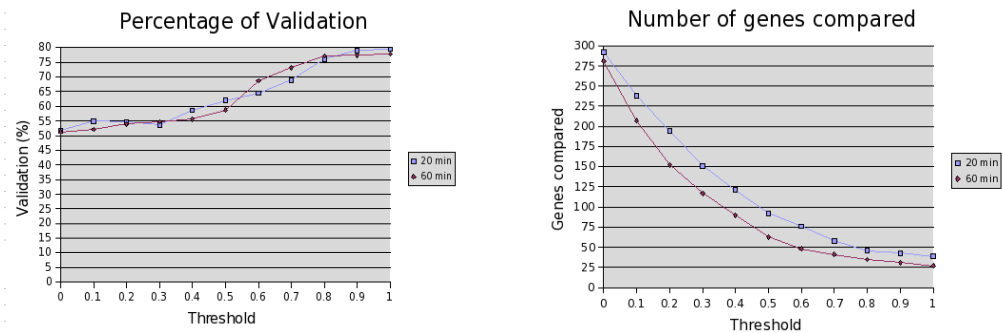 Percentage of Validation
80
75
70
65
60
55
50
45
40
35
30
25
20
15
10
5
0
Validation (%)
0 0.1 0.2 0.3 0.4 0.5 0.6 0.7 0.8 0.9 1
Threshold
20 min
60 min
Number of genes compared
300
275
250
225
200
175
150
125
100
75
50
25
0
Genes compared
0 0.1 0.2 0.3 0.4 0.5 0.6 0.7 0.8 0.9 1
Threshold
20 min
60 min